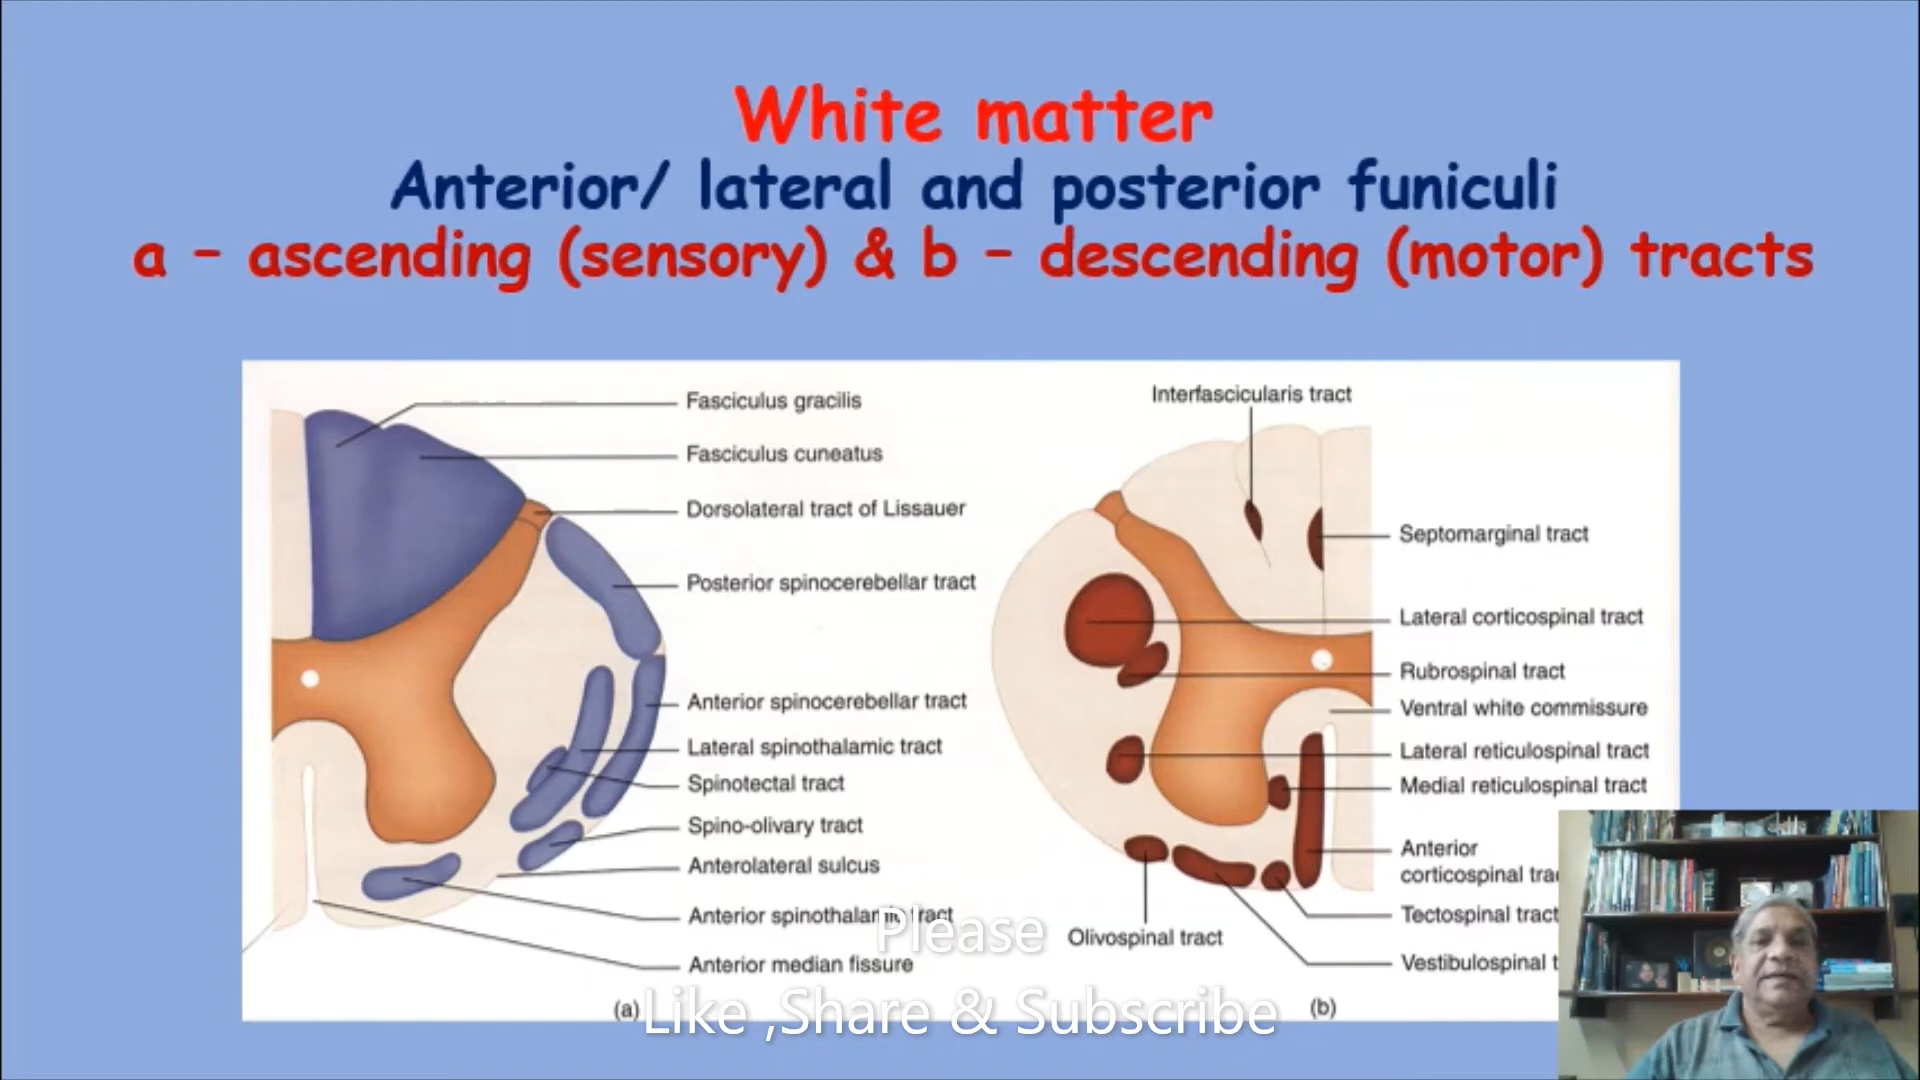 White matter
Anterior/ lateral and posterior funiculi
a – ascending (sensory) & b – descending (motor) tracts
Fasciculus gracilis
Fasciculus cuneatus
Dorsolateral tract of Lissauer
Posterior spinocerebellar tract
Anterior spinocerebellar tract
Lateral spinothalamic tract
Spinotectal tract
Spino-olivary tract
Anterolateral sulcus
Anterior spinothalamic tract
Anterior median fissure
(a)
Interfascicularis tract
Septomarginal tract
Lateral corticospinal tract
Rubrospinal tract
Ventral white commissure
Lateral reticulospinal tract
Medial reticulospinal tract
Anterior
corticospinal tra
Tectospinal tract
Vestibulospinal t
Olivospinal tract
(b)
Please
Like ,Share & Subscribe